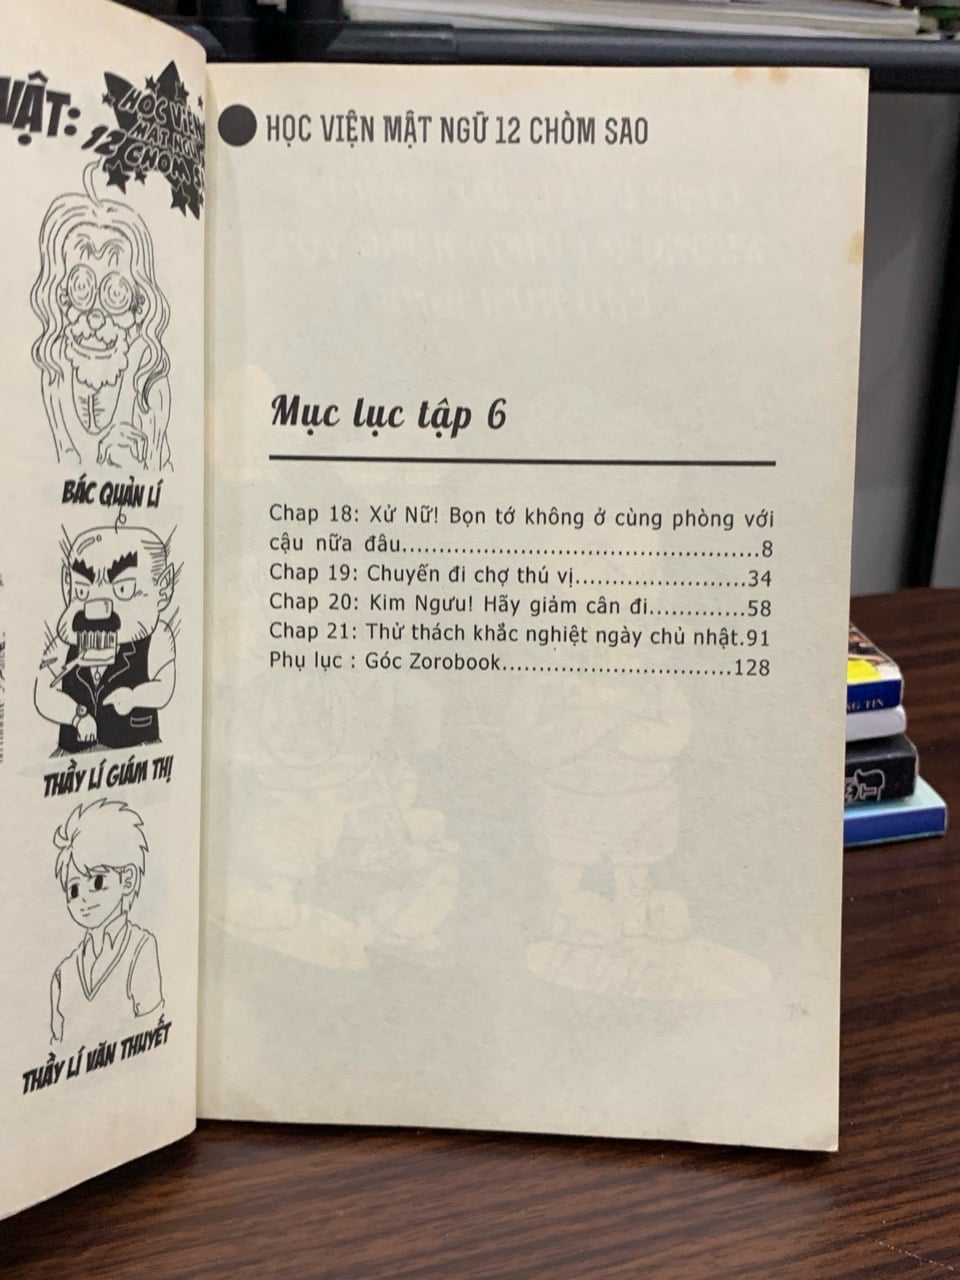 VẬT:
HỌC VIỆN
MẬT NGỮ
12 CHÒM
BÁC QUẢN LÍ
THẦY LÍ GIÁM THỊ
THẦY LÍ VĂN THUYẾT
HỌC VIỆN MẬT NGỮ 12 CHÒM SAO
Mục lục tập 6
Chap 18: Xử Nữ! Bọn tớ không ở cùng phòng với
cậu nữa đâu................................................8
Chap 19: Chuyến đi chợ thú vị.......................34
Chap 20: Kim Ngưu! Hãy giảm cân đi.............58
Chap 21: Thử thách khắc nghiệt ngày chủ nhật.91
Phụ lục : Góc Zorobook...............................128